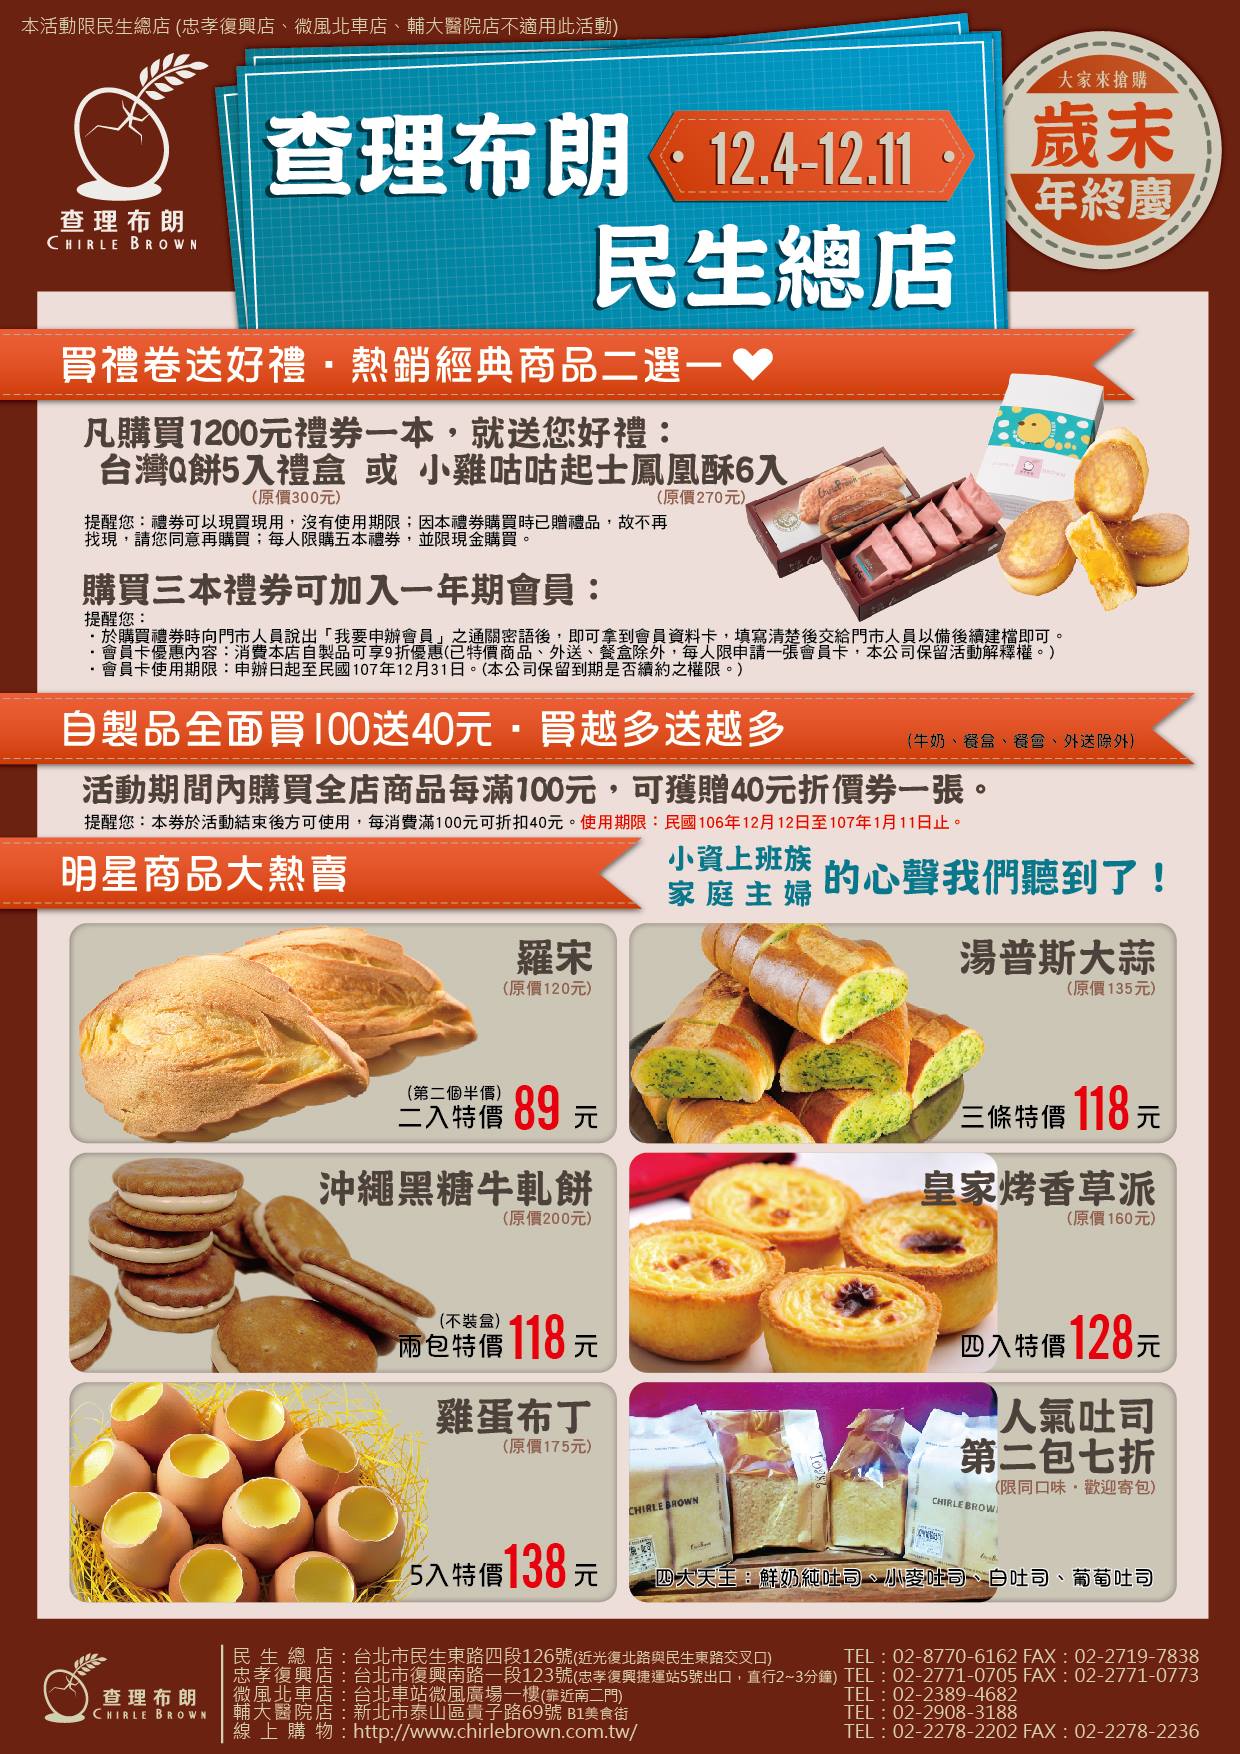 本活動限民生總店 (忠孝復興店、微風北車店、輔大醫院店不適用此活動)
查理布朗
CHIRLE BROWN
查理布朗
12.4-12.11
民生總店
大家來搶購
歲末
年終慶
買禮卷送好禮・熱銷經典商品二選一
凡購買1200元禮券一本,就送您好禮:
台灣Q餅5入禮盒 或 小雞咕咕起士鳳凰酥6入
(原價300元) (原價270元)
提醒您:禮券可以現買現用,沒有使用期限;因本禮券購買時已贈禮品,故不再
找現,請您同意再購買;每人限購五本禮券,並限現金購買。
購買三本禮券可加入一年期會員:
提醒您:
・於購買禮券時向門市人員說出「我要申辦會員」之通關密語後,即可拿到會員資料卡,填寫清楚後交給門市人員以備後續建檔即可。
・會員卡優惠內容:消費本店自製品可享9折優惠(已特價商品、外送、餐盒除外,每人限申請一張會員卡,本公司保留活動解釋權。)
・會員卡使用期限:申辦日起至民國107年12月31日。(本公司保留到期是否續約之權限。)
自製品全面買100送40元・買越多送越多
(牛奶、餐盒、餐會、外送除外)
活動期間內購買全店商品每滿100元,可獲贈40元折價券一張。
提醒您:本券於活動結束後方可使用,每消費滿100元可折扣40元。使用期限:民國106年12月12日至107年1月11日止。
明星商品大熱賣
小資上班族
家庭主婦
的心聲我們聽到了!
羅宋
(原價120元)
(第二個半價)
二入特價 89 元
湯普斯大蒜
(原價135元)
三條特價 118 元
沖繩黑糖牛軋餅
(原價200元)
(不裝盒)
兩包特價 118 元
皇家烤香草派
(原價160元)
四入特價 128 元
雞蛋布丁
(原價175元)
5入特價 138 元
人氣吐司
第二包七折
(限同口味・歡迎寄包)
CHIRLE BROWN
CHIRLE BROWN
四大天王:鮮奶純吐司、小麥吐司、白吐司、葡萄吐司
查理布朗
CHIRLE BROWN
民生總店:台北市民生東路四段126號(近光復北路與民生東路交叉口) TEL:02-8770-6162 FAX:02-2719-7838
忠孝復興店:台北市復興南路一段123號(忠孝復興捷運站5號出口,直行2~3分鐘) TEL:02-2771-0705 FAX:02-2771-0773
微風北車店:台北車站微風廣場一樓(靠近南二門) TEL:02-2389-4682
輔大醫院店:新北市泰山區貴子路69號 B1美食街 TEL:02-2908-3188
線上購物:http://www.chirlebrown.com.tw/ TEL:02-2278-2202 FAX:02-2278-2236